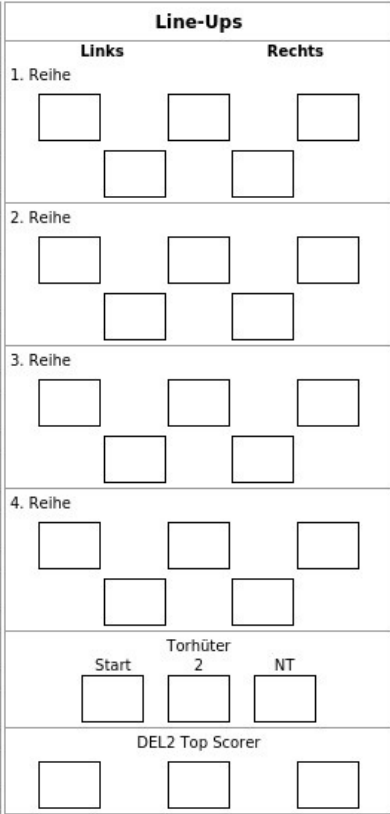 Line-Ups
Links Rechts
1. Reihe
2. Reihe
3. Reihe
4. Reihe
Torhüter
Start 2 NT
DEL2 Top Scorer